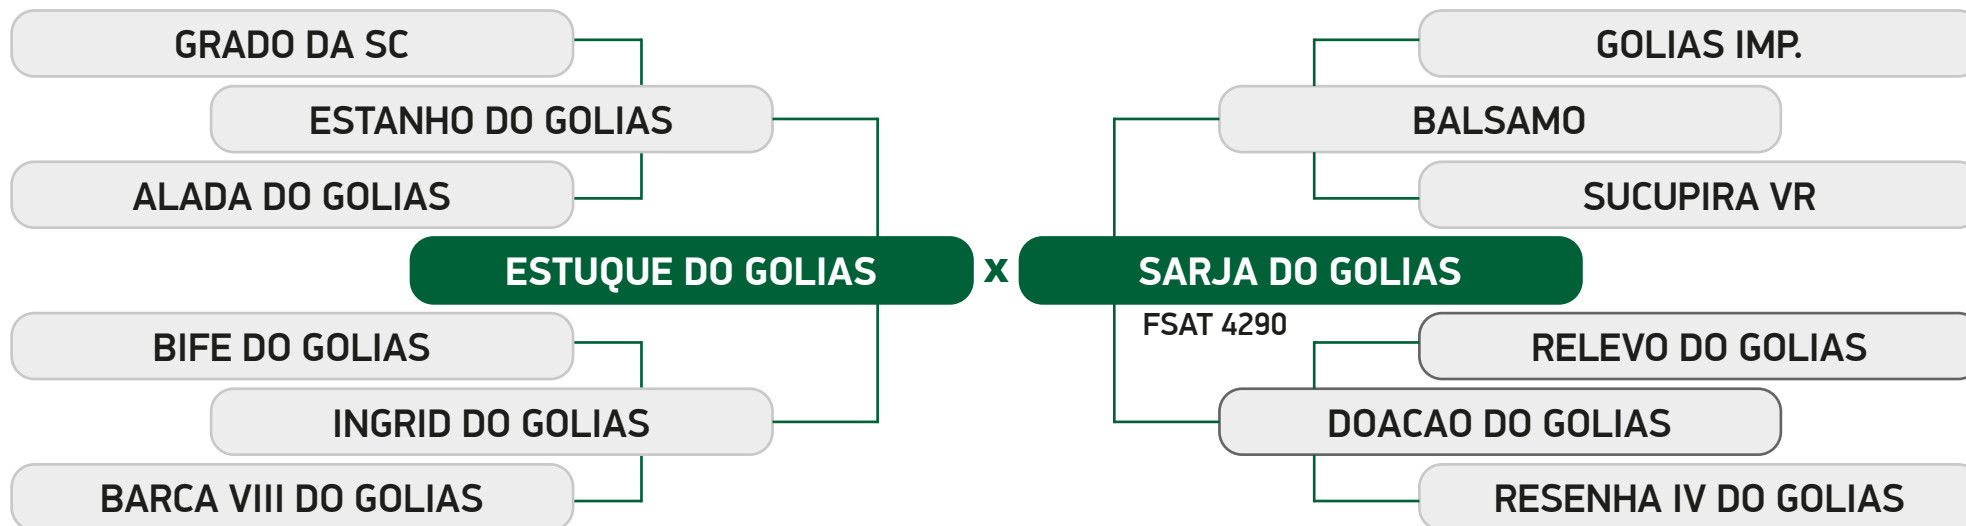 GRADO DA SC
GOLIAS IMP.
ESTANHO DO GOLIAS
BALSAMO
ALADA DO GOLIAS
SUCUPIRA VR
ESTUQUE DO GOLIAS x SARJA DO GOLIAS
FSAT 4290
BIFE DO GOLIAS
RELEVO DO GOLIAS
INGRID DO GOLIAS
DOACAO DO GOLIAS
BARCA VIII DO GOLIAS
RESENHA IV DO GOLIAS